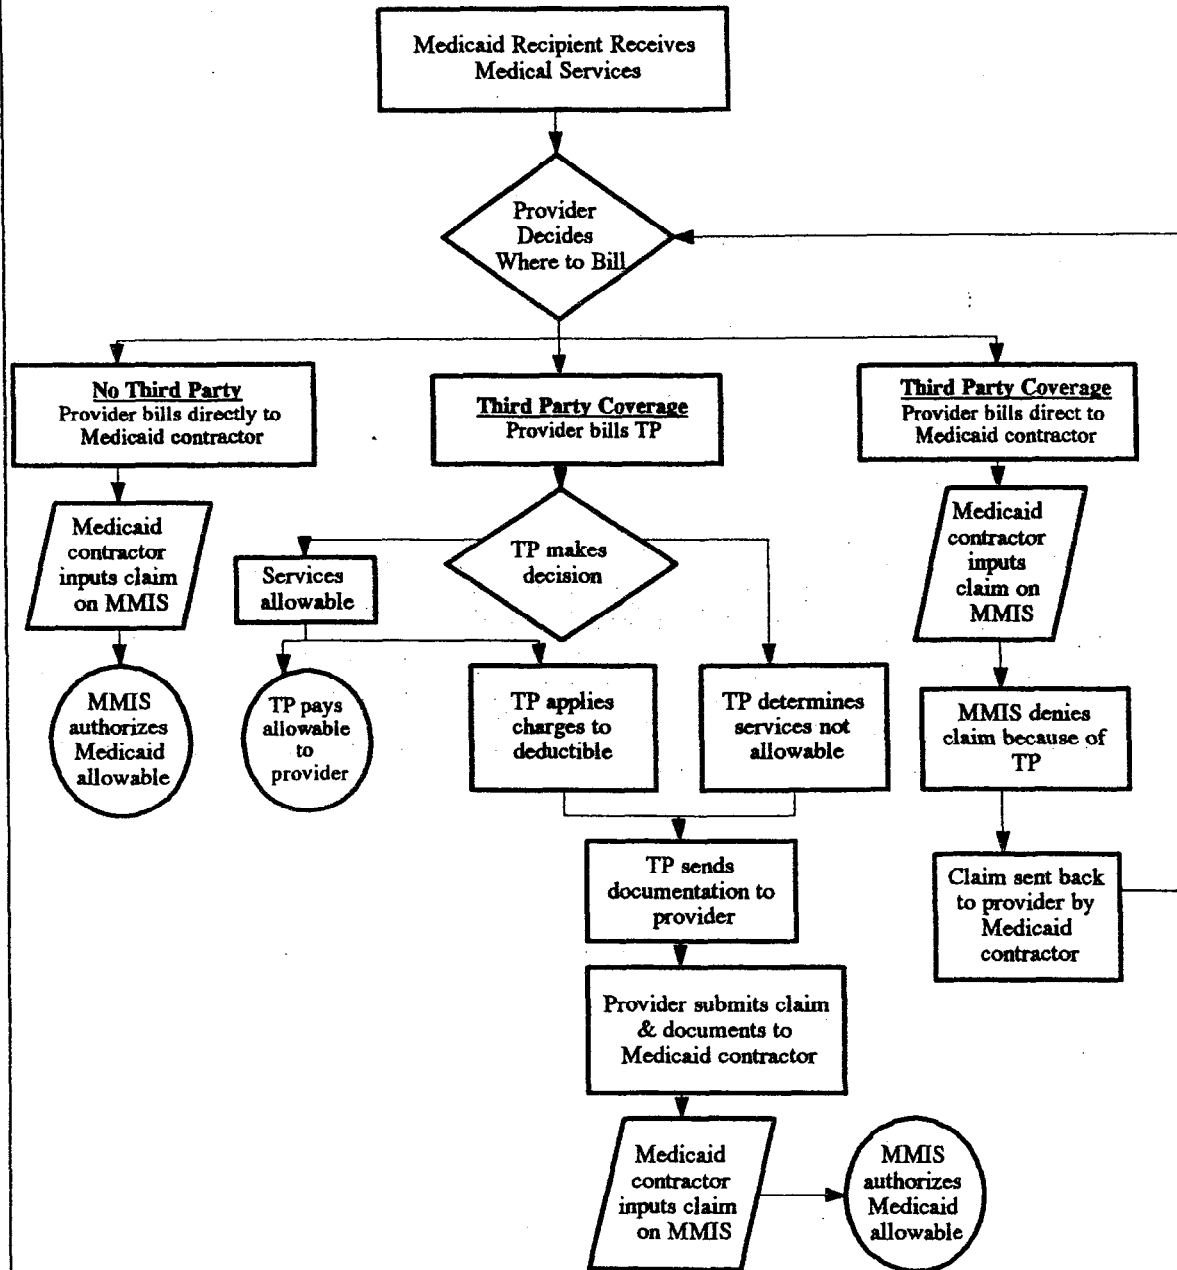 Medicaid Recipient Receives
Medical Services
Provider
Decides
Where to Bill
No Third Party
Provider bills directly to
Medicaid contractor
Third Party Coverage
Provider bills TP
Third Party Coverage
Provider bills direct to
Medicaid contractor
Medicaid
contractor
inputs claim
on MMIS
Services
allowable
TP makes
decision
Medicaid
contractor
inputs
claim on
MMIS
MMIS
authorizes
Medicaid
allowable
TP pays
allowable
to
provider
TP applies
charges to
deductible
TP determines
services not
allowable
MMIS denies
claim because of
TP
TP sends
documentation to
provider
Claim sent back
to provider by
Medicaid
contractor
Provider submits claim
& documents to
Medicaid contractor
Medicaid
contractor
inputs claim
on MMIS
MMIS
authorizes
Medicaid
allowable